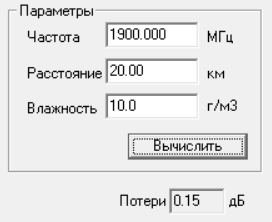 Параметры
Частота 1900.000 МГц
Расстояние 20.00 км
Влажность 10.0 г/м3
Вычислить
Потери 0.15 дБ